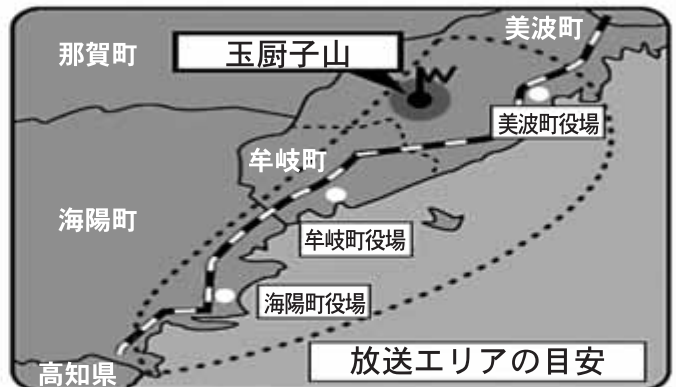 美波町
那賀町
玉厨子山
美波町役場
牟岐町
海陽町
牟岐町役場
海陽町役場
放送エリアの目安
高知県